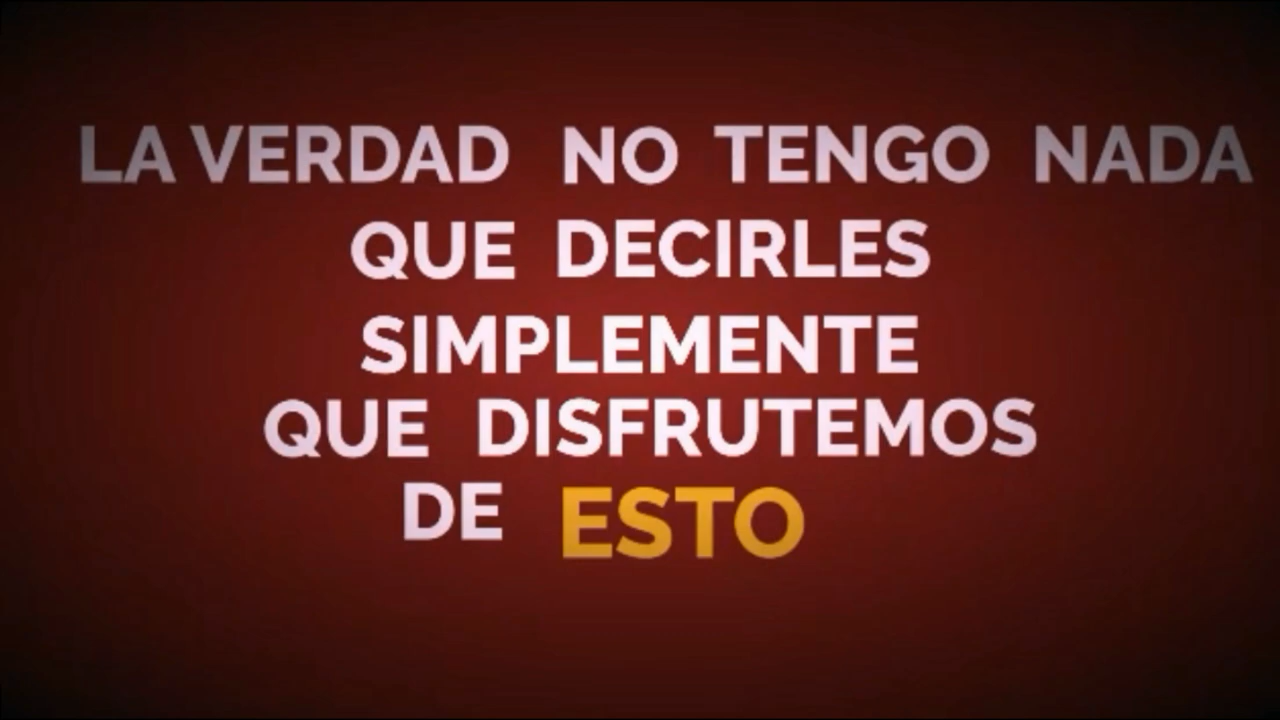 LA VERDAD NO TENGO NADA
QUE DECIRLES
SIMPLEMENTE
QUE DISFRUTEMOS
DE ESTO